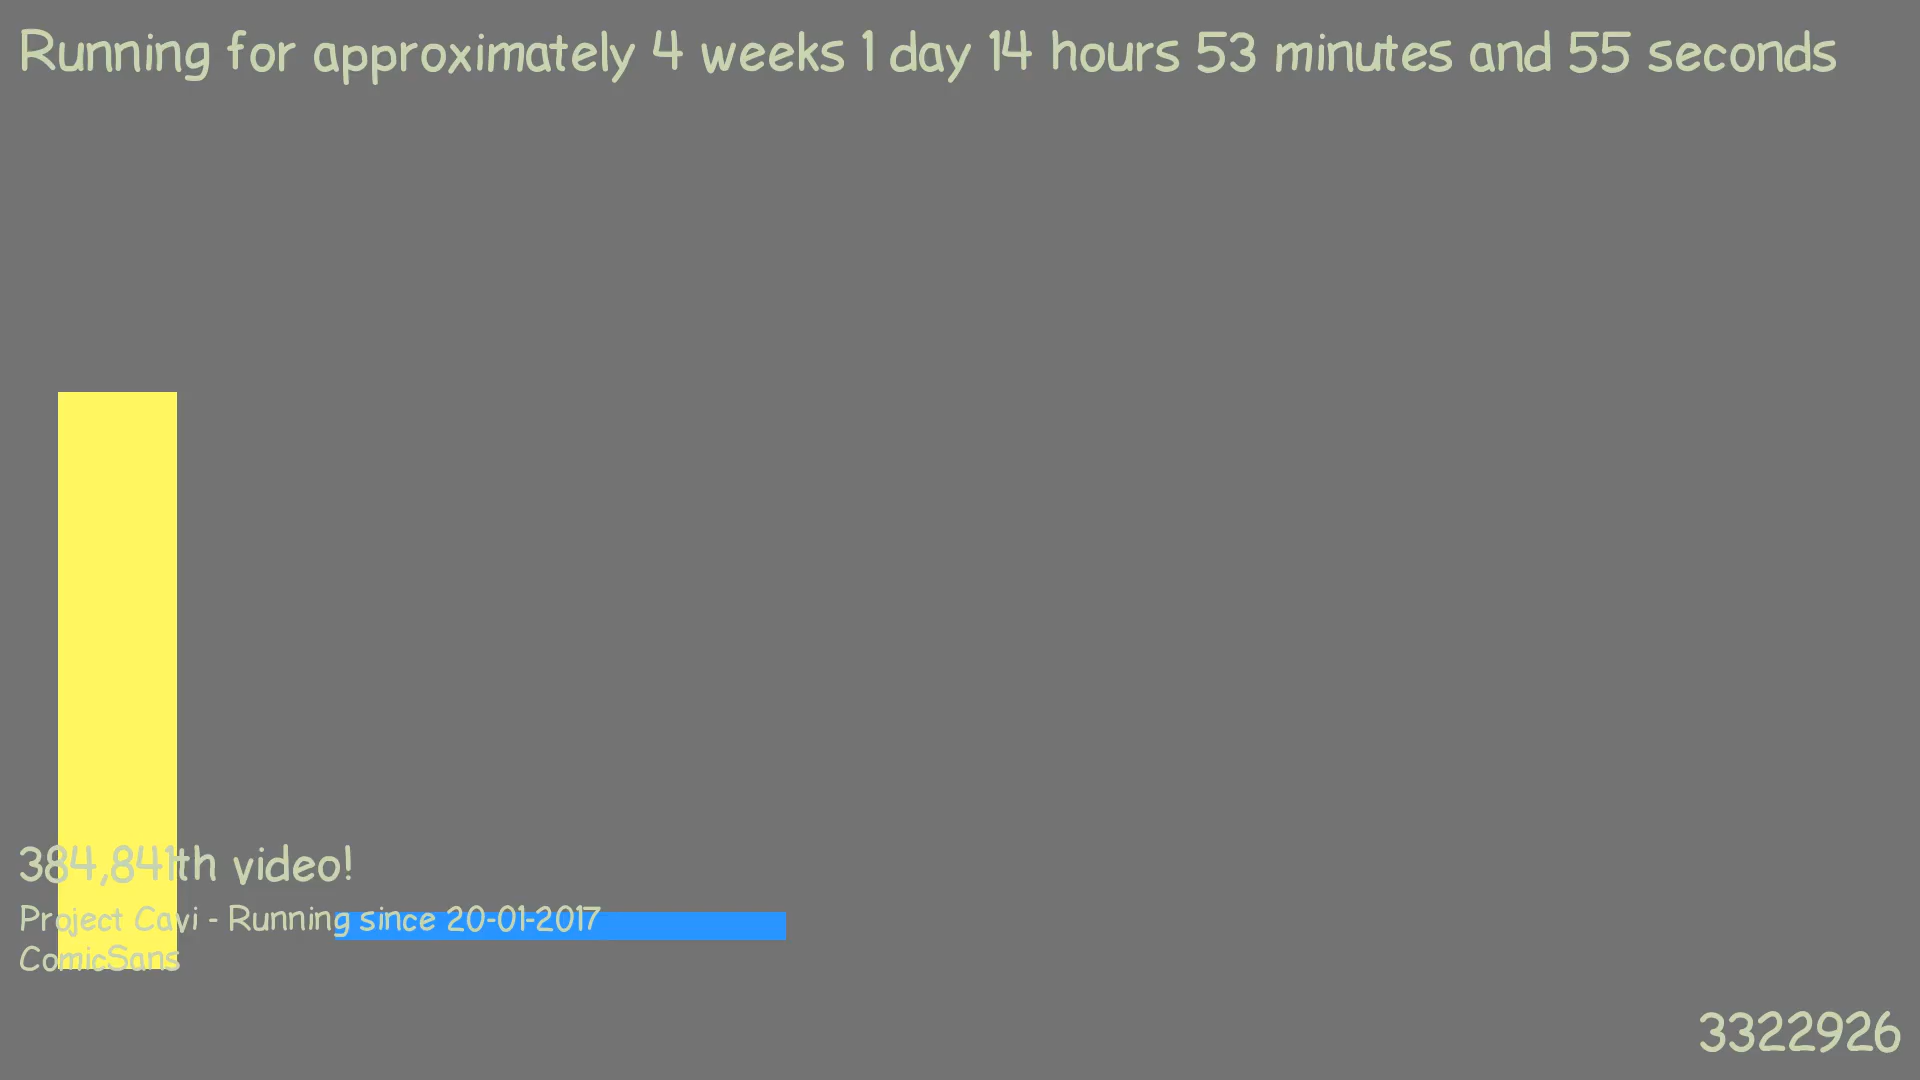 Running for approximately 4 weeks 1 day 14 hours 53 minutes and 55 seconds
384,841th video!
Project Cavi - Running since 20-01-2017
ComicSans
3322926